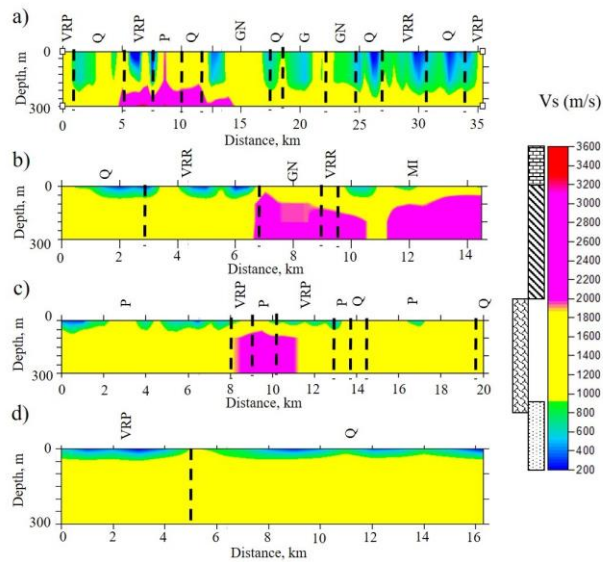 a)
VRP Q VRP P Q GN Q G GN Q VRR Q VRP
Depth, m
0
300
0 5 10 15 20 25 30 35
Distance, km
b)
Q VRR GN VRR MI
Depth, m
0
300
0 2 4 6 8 10 12 14
Distance, km
c)
P VRP P VRP P Q P Q
Depth, m
0
300
0 2 4 6 8 10 12 14 16 18 20
Distance, km
d)
VRP Q
Depth, m
0
300
0 2 4 6 8 10 12 14 16
Distance, km
Vs (m/s)
3600
3400
3200
3000
2800
2600
2400
2200
2000
1800
1600
1400
1200
1000
800
600
400
200